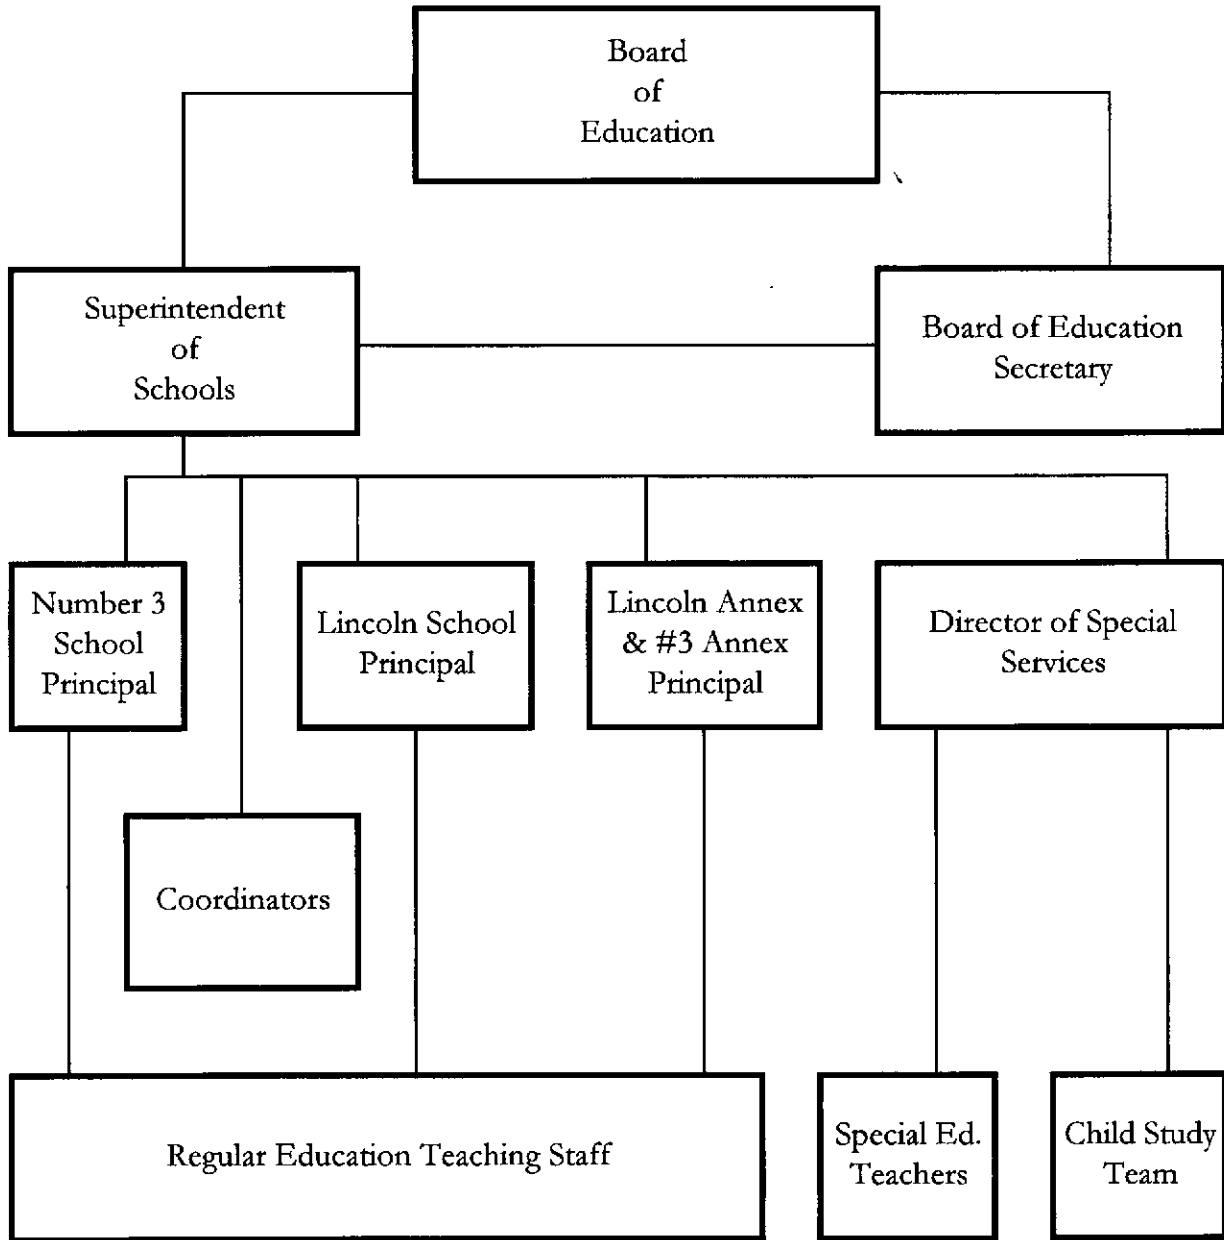 Board
of
Education
Superintendent
of
Schools
Board of Education
Secretary
Number 3
School
Principal
Lincoln School
Principal
Lincoln Annex
& #3 Annex
Principal
Director of Special
Services
Coordinators
Regular Education Teaching Staff
Special Ed.
Teachers
Child Study
Team